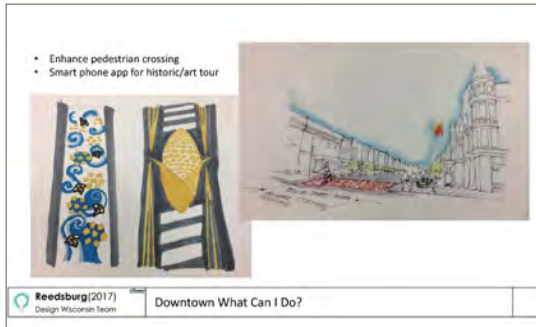 • Enhance pedestrian crossing
• Smart phone app for historic/art tour
Reedsburg(2017)
Design Wisconsin Team
Downtown What Can I Do?